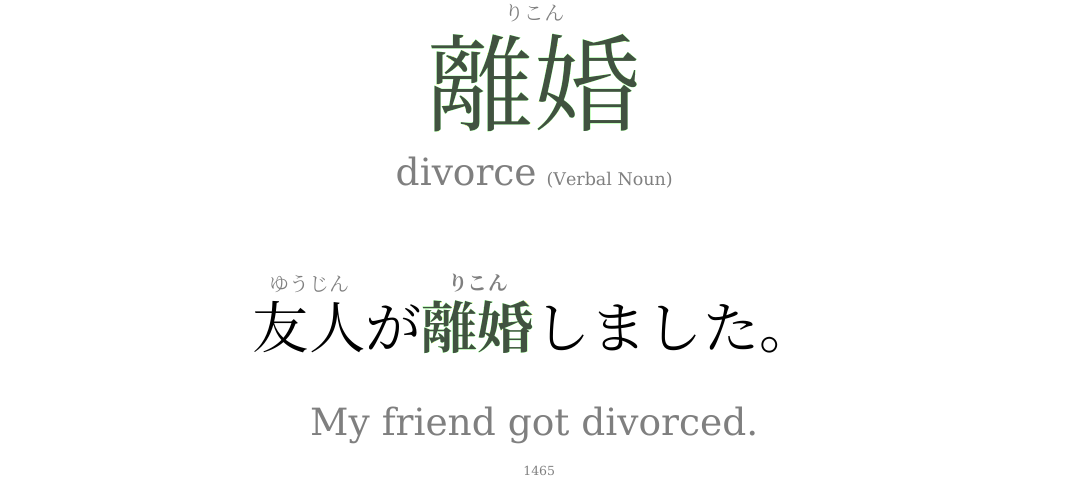 りこん
離婚
divorce (Verbal Noun)
ゆうじん りこん
友人が離婚しました。
My friend got divorced.
1465